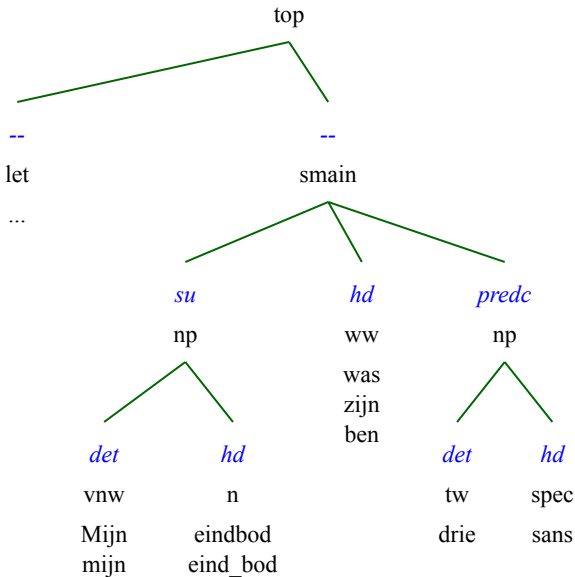 top
-- --
let smain
...
su hd predc
np ww np
was
zijn
ben
det hd det hd
vnw n tw spec
Mijn eindbod drie sans
mijn eind_bod